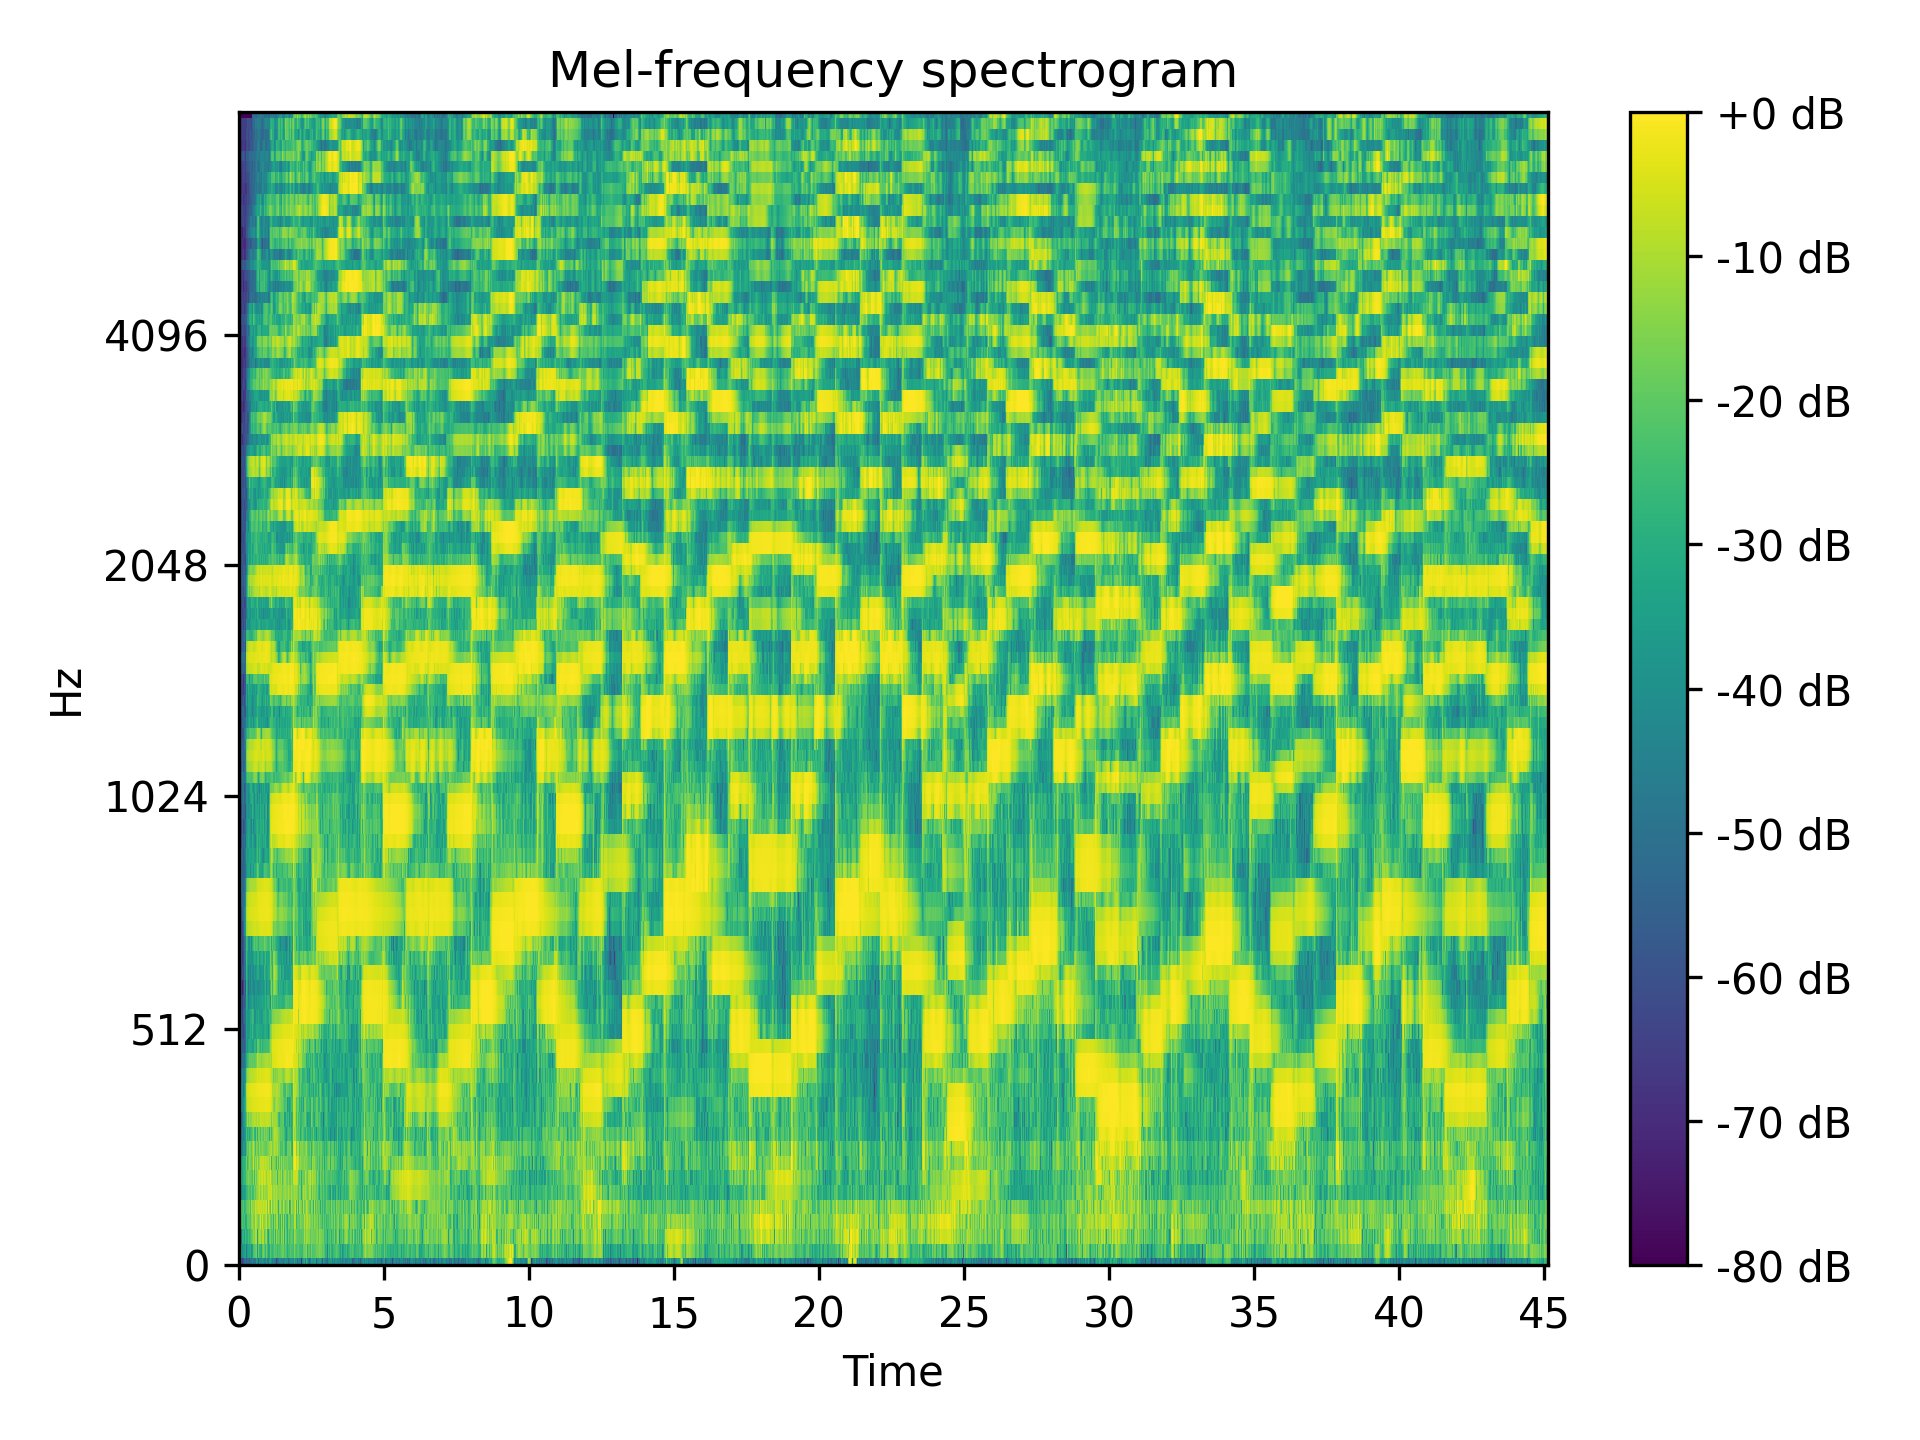 Mel-frequency spectrogram
+0 dB
-10 dB
-20 dB
-30 dB
-40 dB
-50 dB
-60 dB
-70 dB
-80 dB
Hz
4096
2048
1024
512
0
0 5 10 15 20 25 30 35 40 45
Time